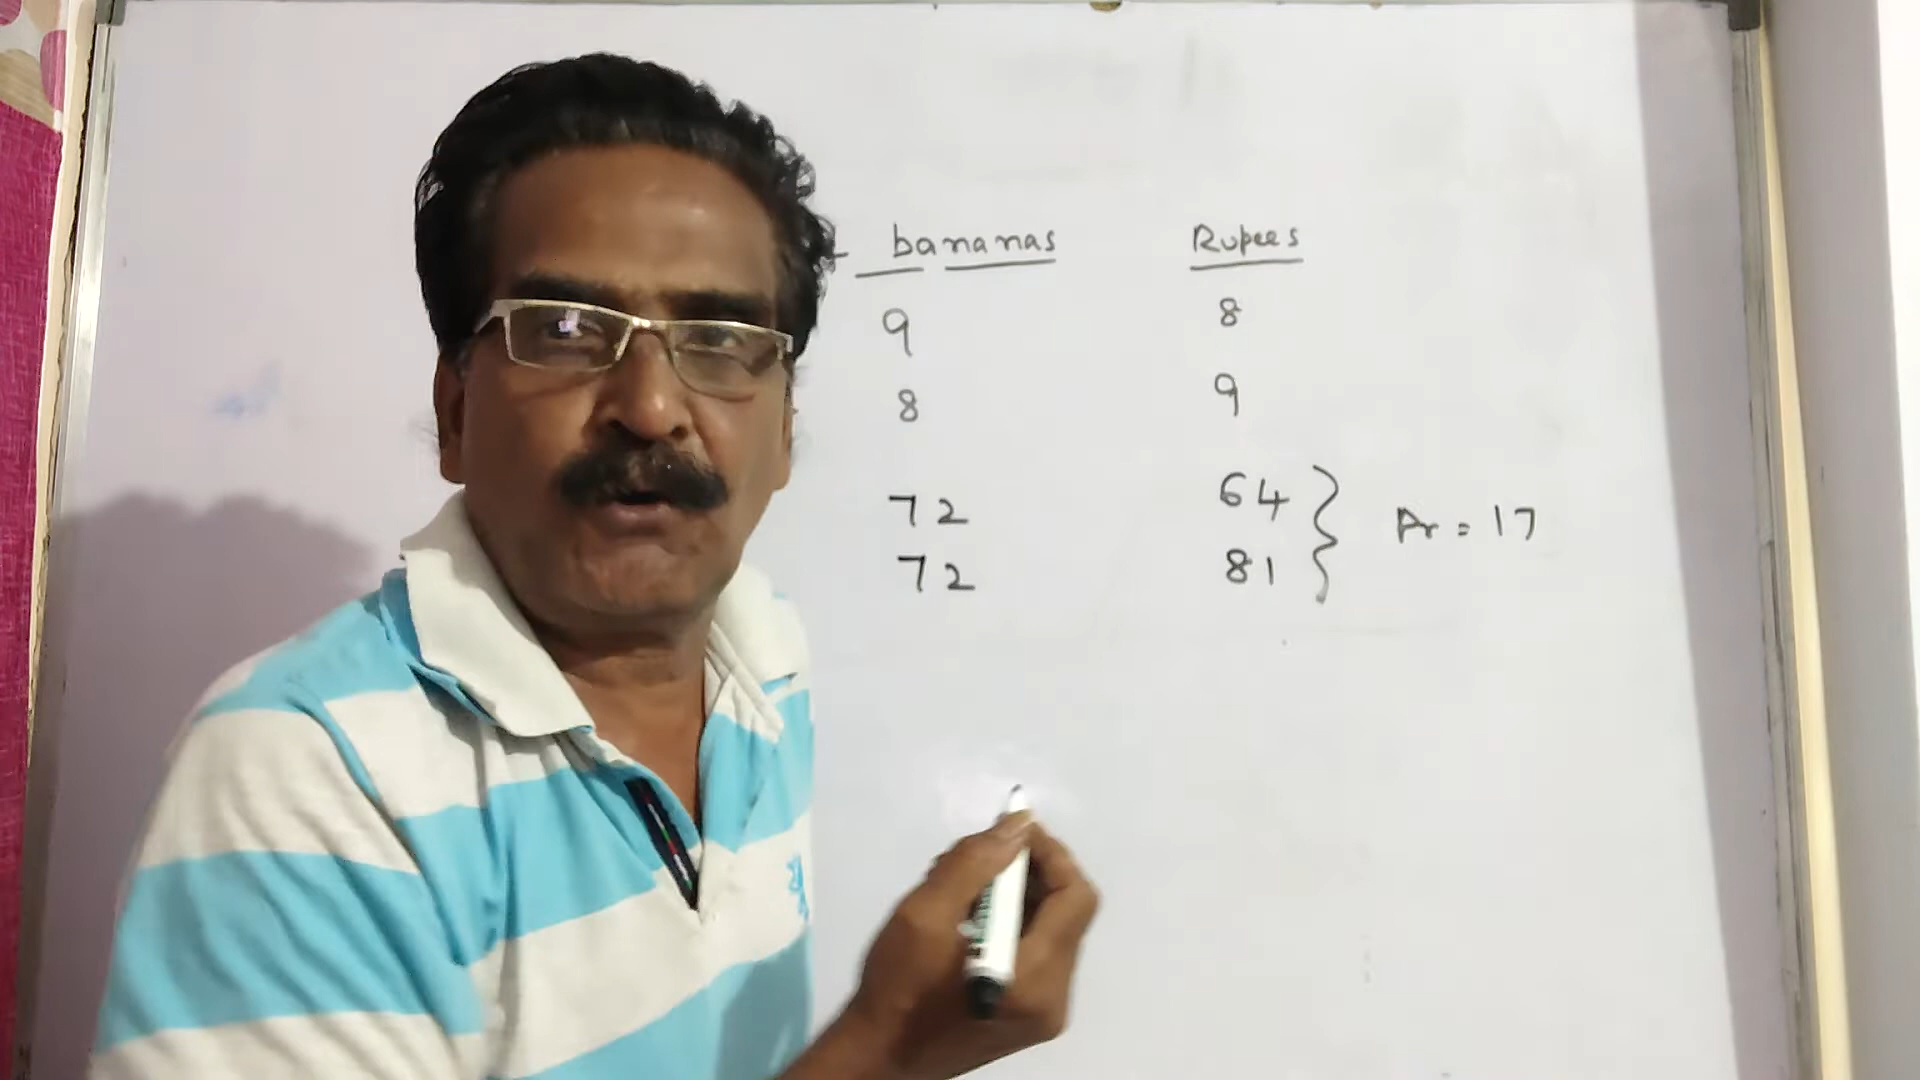 bananas Rupees
9 8
8 9
72 64
Pr = 17
72 81